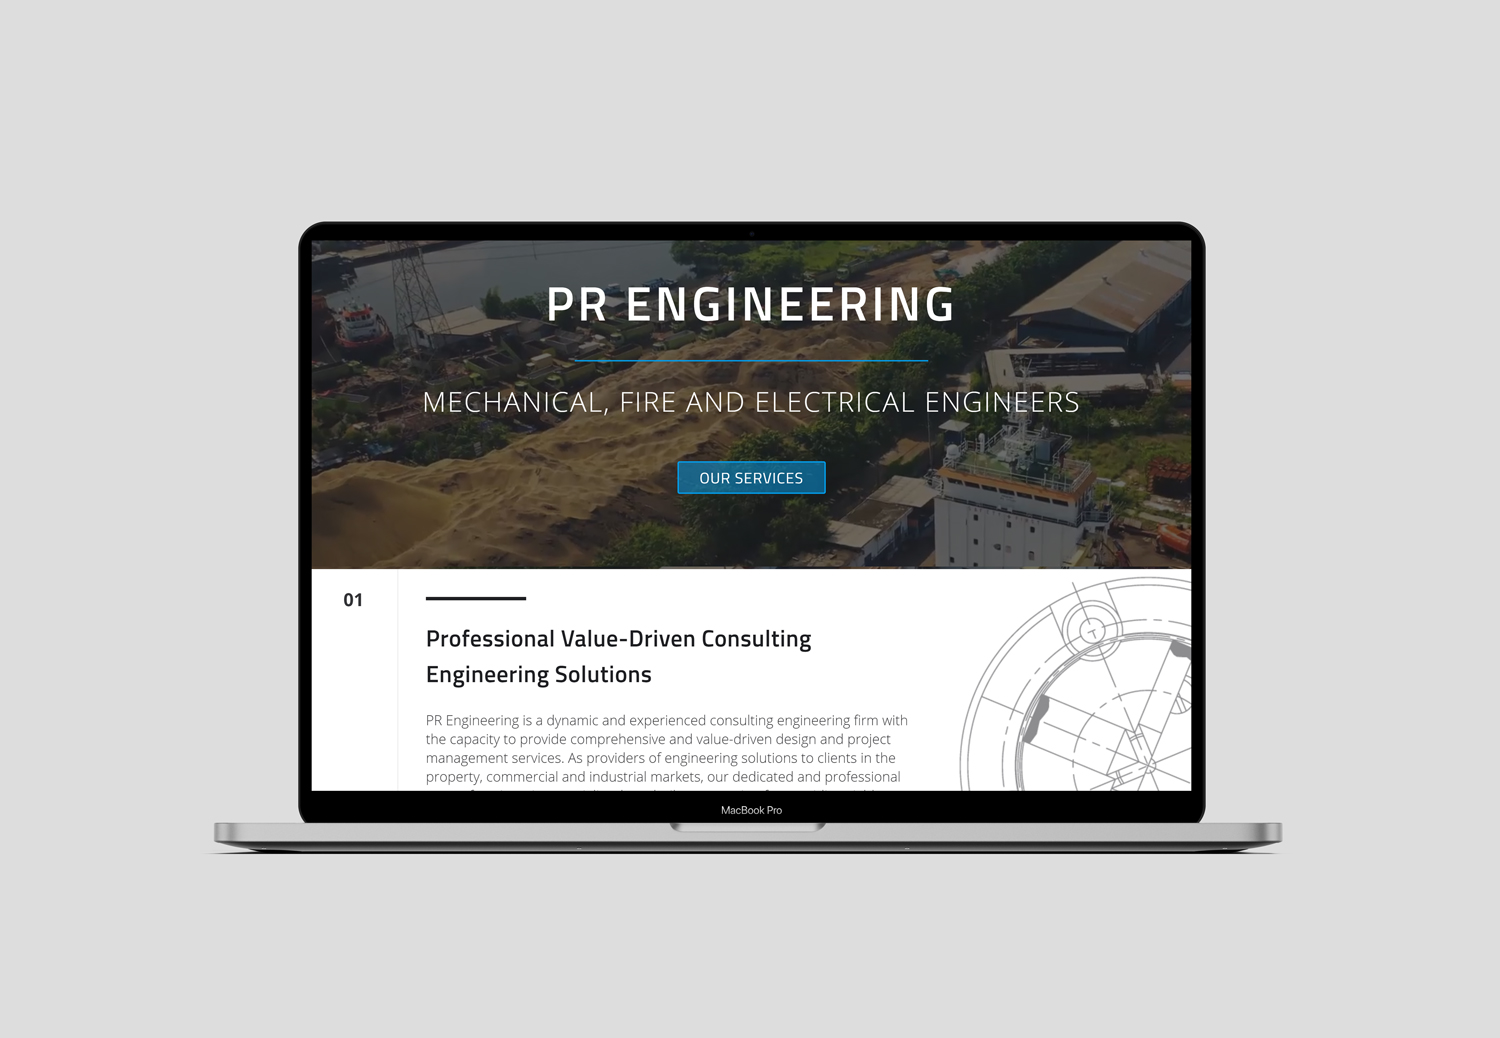 PR ENGINEERING
MECHANICAL, FIRE AND ELECTRICAL ENGINEERS
OUR SERVICES
01
Professional Value-Driven Consulting
Engineering Solutions
PR Engineering is a dynamic and experienced consulting engineering firm with
the capacity to provide comprehensive and value-driven design and project
management services. As providers of engineering solutions to clients in the
property, commercial and industrial markets, our dedicated and professional
MacBook Pro